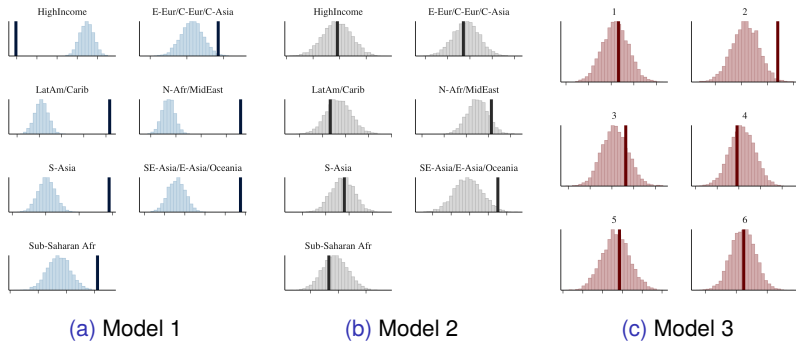 HighIncome
E-Eur/C-Eur/C-Asia
LatAm/Carib
N-Afr/MidEast
S-Asia
SE-Asia/E-Asia/Oceania
Sub-Saharan Afr
(a) Model 1
HighIncome
E-Eur/C-Eur/C-Asia
LatAm/Carib
N-Afr/MidEast
S-Asia
SE-Asia/E-Asia/Oceania
Sub-Saharan Afr
(b) Model 2
1
2
3
4
5
6
(c) Model 3